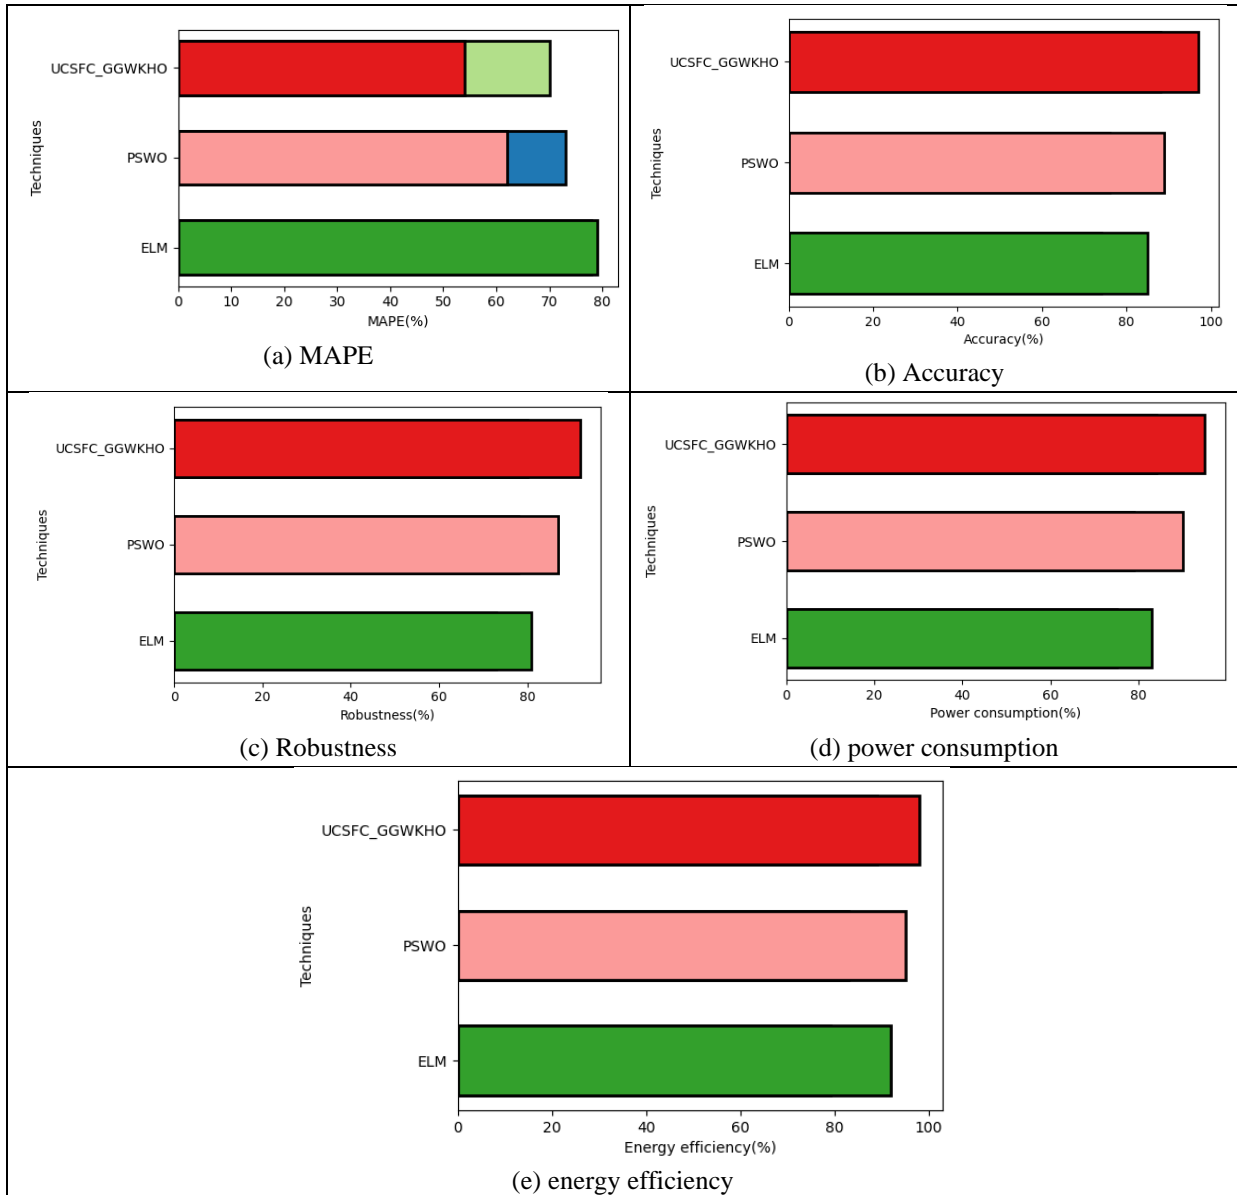 UCSFC_GGWKHO
PSWO
ELM
Techniques
0 10 20 30 40 50 60 70 80
MAPE(%)
(a) MAPE
UCSFC_GGWKHO
PSWO
ELM
Techniques
0 20 40 60 80 100
Accuracy(%)
(b) Accuracy
UCSFC_GGWKHO
PSWO
ELM
Techniques
0 20 40 60 80
Robustness(%)
(c) Robustness
UCSFC_GGWKHO
PSWO
ELM
Techniques
0 20 40 60 80
Power consumption(%)
(d) power consumption
UCSFC_GGWKHO
PSWO
ELM
Techniques
0 20 40 60 80 100
Energy efficiency(%)
(e) energy efficiency